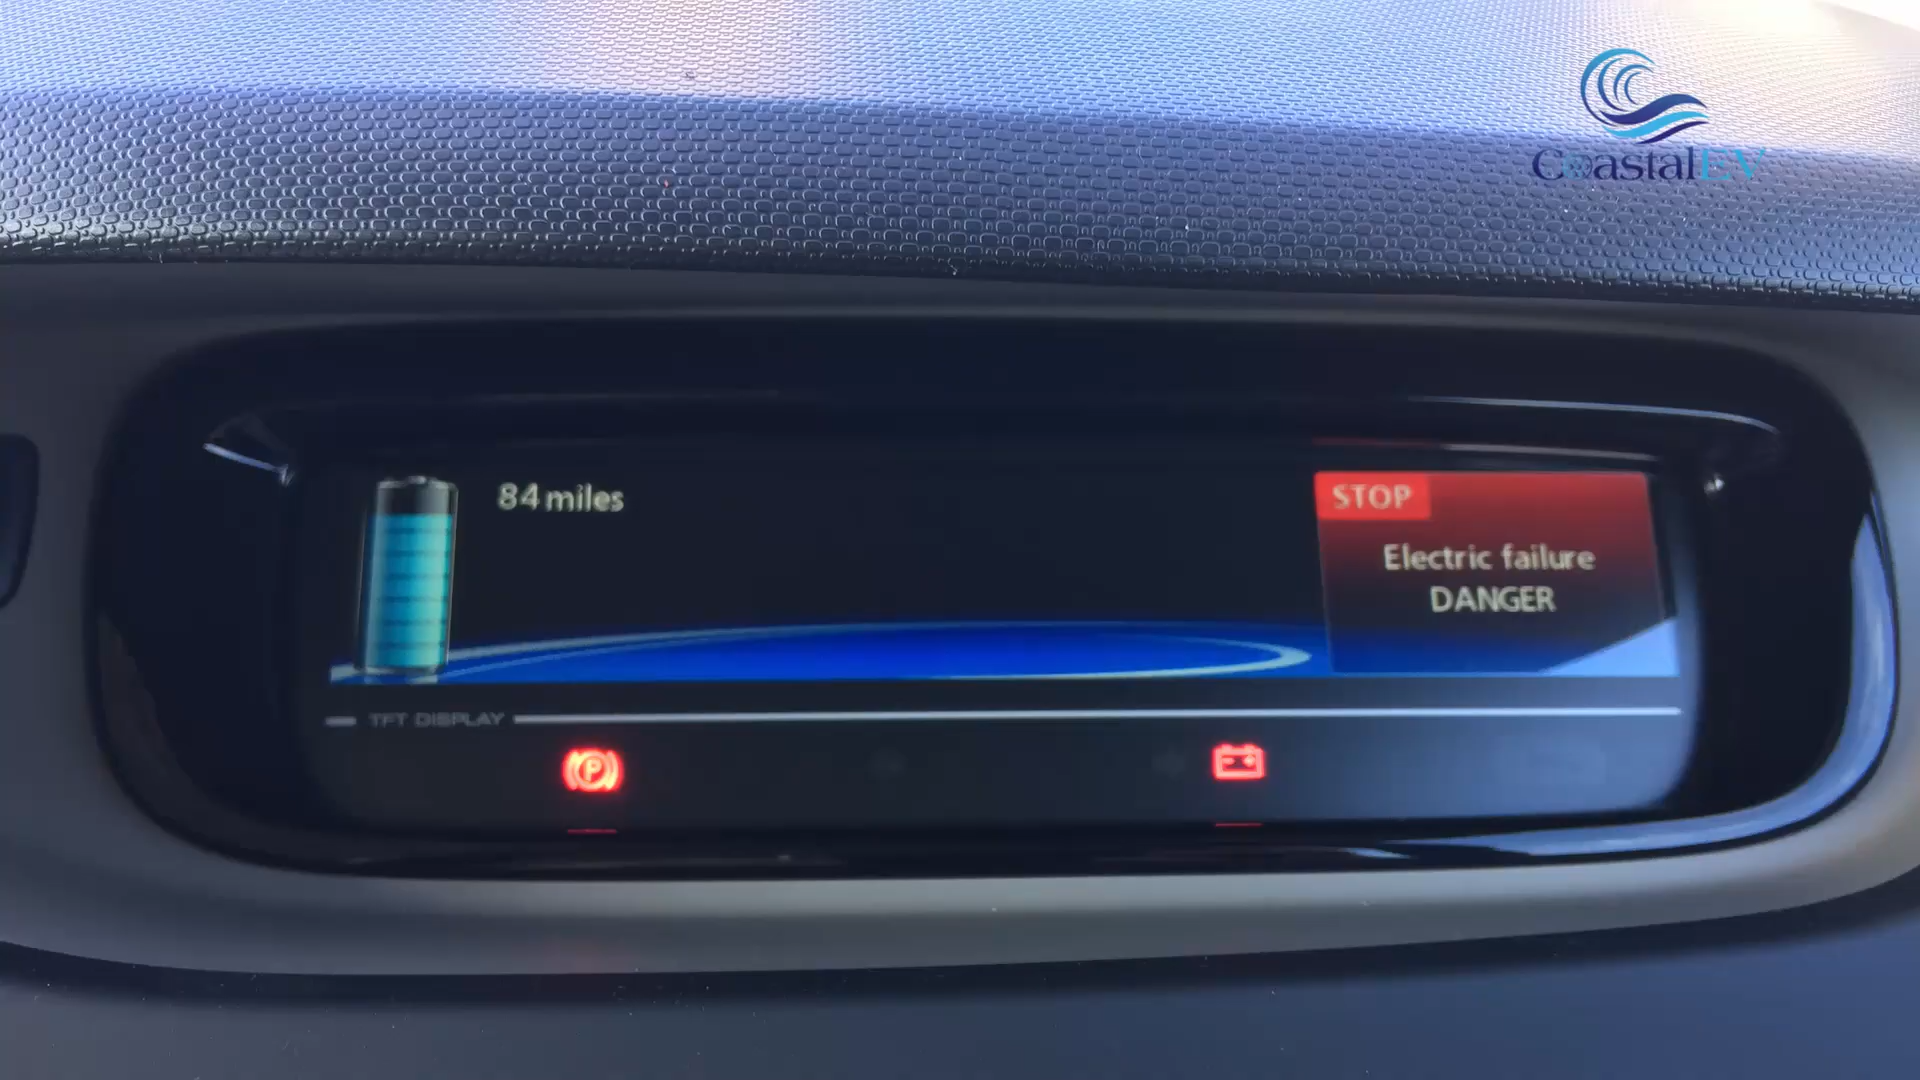 CoastalEV
84 miles
STOP
Electric failure
DANGER
TFT DISPLAY
P